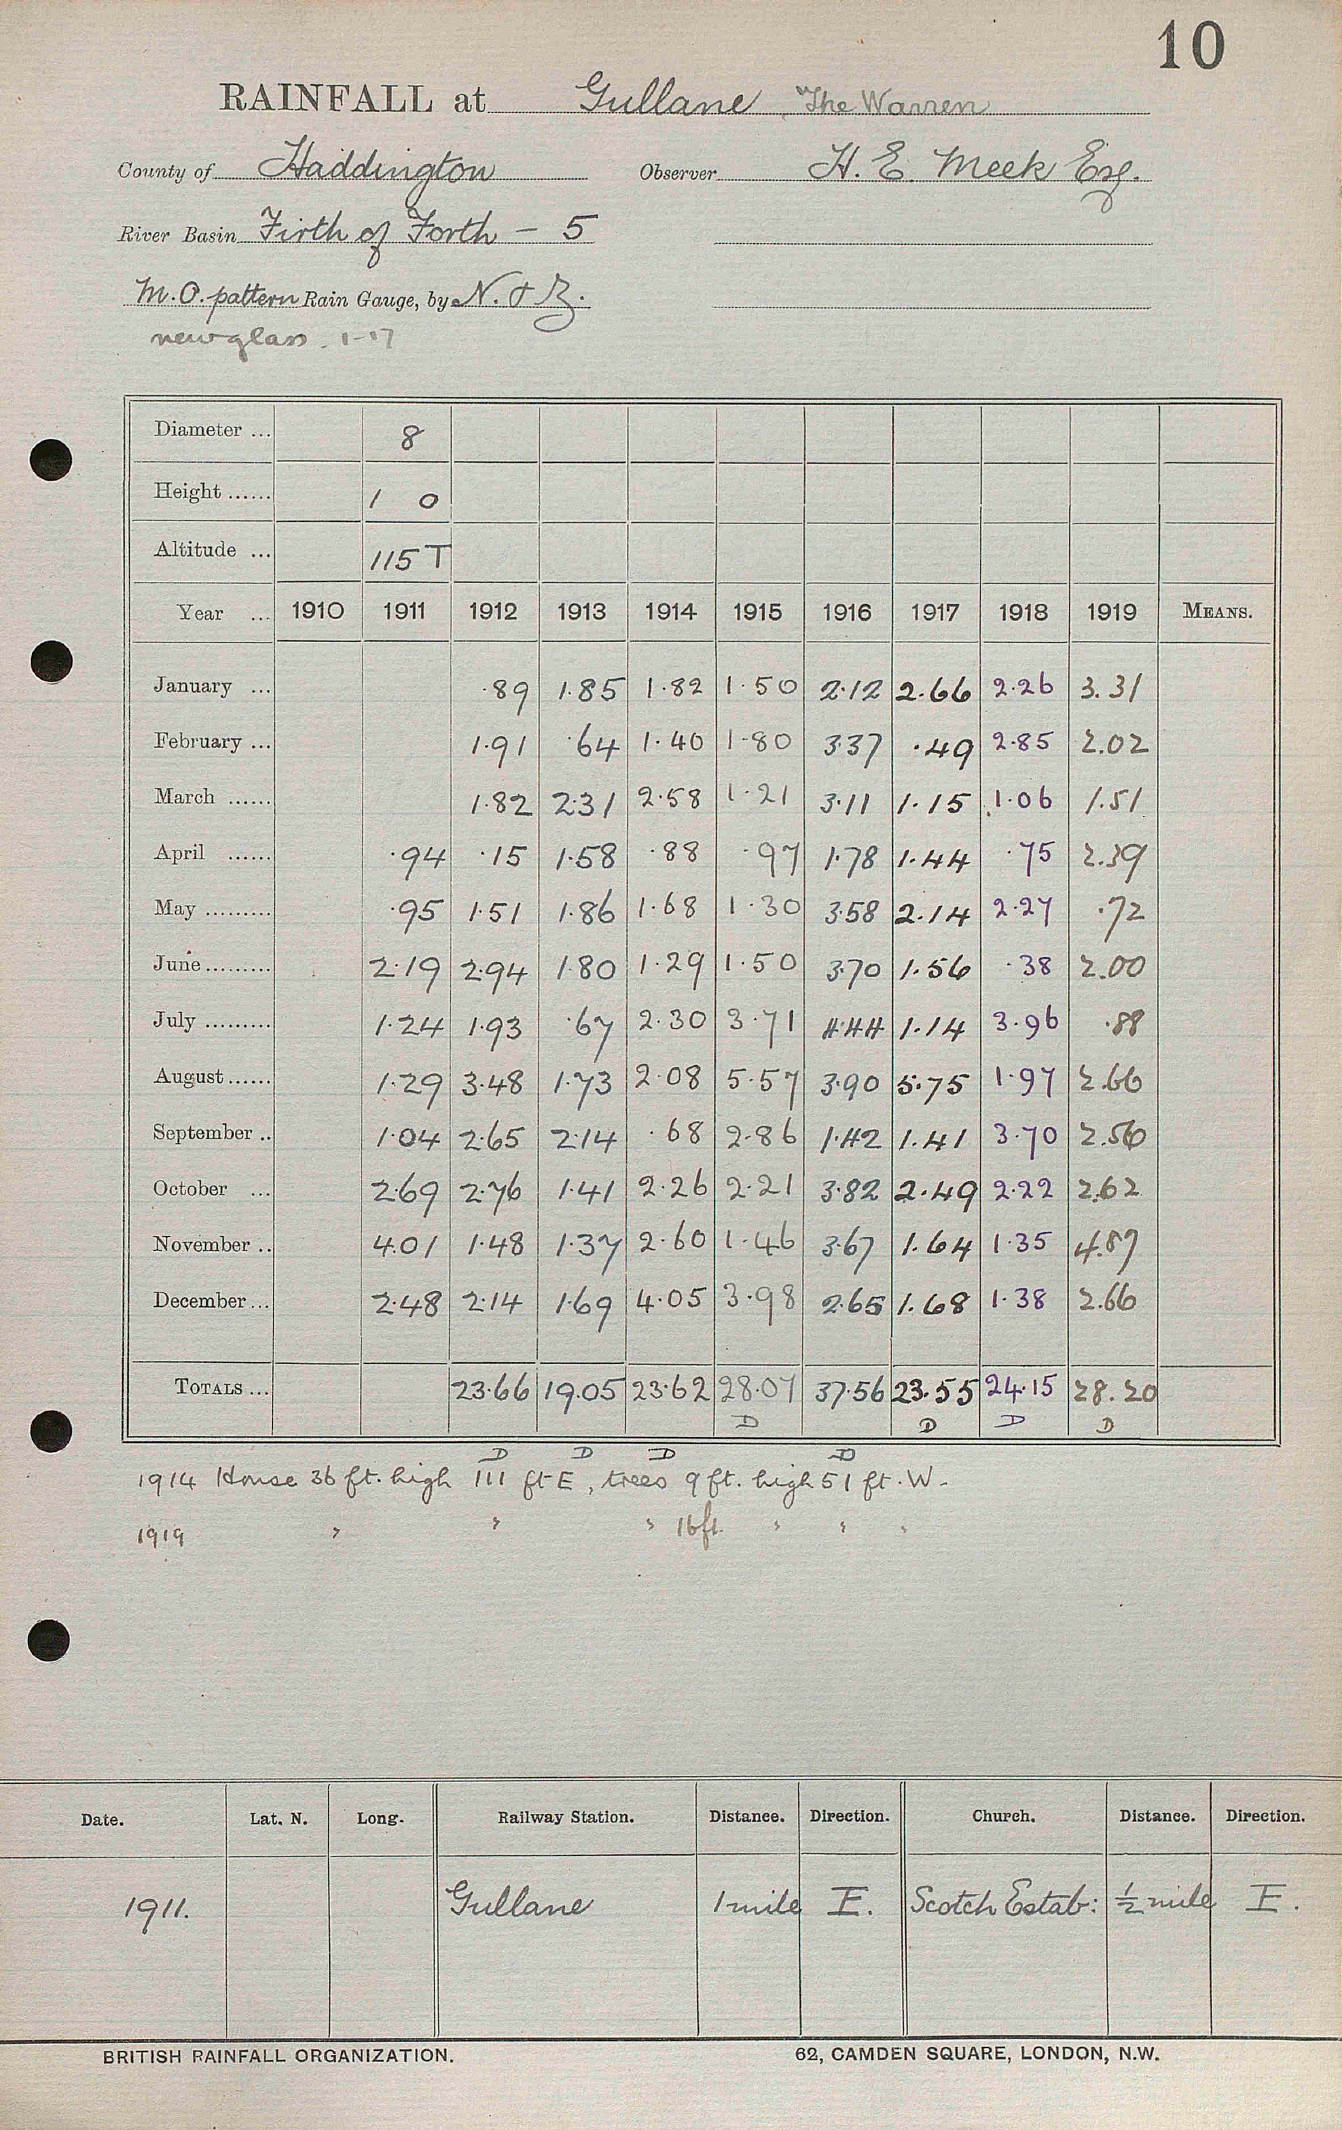 10
RAINFALL at Gullane, The Warren
County of Haddington Observer H. E. Meek Esq.
River Basin Firth of Forth - 5
M.O. pattern Rain Gauge, by N. & Z.
new glass. 1-17
Diameter ... 8
Height ...... 1 0
Altitude ... 115 T
Year ... 1910 1911 1912 1913 1914 1915 1916 1917 1918 1919 MEANS.
January ... ·89 1·85 1·82 1·50 2·12 2·66 2·26 3.31
February ... 1·91 ·64 1·40 1·80 3·37 ·49 2·85 2.02
March ...... 1·82 2·31 2·58 1·21 3·11 1·15 1·06 1.51
April ...... ·94 ·15 1·58 ·88 ·97 1·78 1·44 ·75 2.39
May ......... ·95 1·51 1·86 1·68 1·30 3·58 2·14 2·27 .72
June ......... 2·19 2·94 1·80 1·29 1·50 3·70 1·56 ·38 2.00
July ......... 1·24 1·93 ·67 2·30 3·71 4·44 1·14 3·96 .88
August ...... 1·29 3·48 1·73 2·08 5·57 3·90 5·75 1·97 2.66
September .. 1·04 2·65 2·14 ·68 2·86 1·42 1·41 3·70 2.56
October ... 2·69 2·76 1·41 2·26 2·21 3·82 2·49 2·22 2.62
November .. 4·01 1·48 1·37 2·60 1·46 3·67 1·64 1·35 4.87
December ... 2·48 2·14 1·69 4·05 3·98 2·65 1·68 1·38 2.66
TOTALS ... 23·66 19·05 23·62 28·07 37·56 23·55 24·15 28.20
D D D D
D D D D
1914 House 36 ft. high 111 ft E, trees 9 ft. high 51 ft. W.
1919 " " " 16 ft. " " "
Date. Lat. N. Long. Railway Station. Distance. Direction. Church. Distance. Direction.
1911. Gullane 1 mile E. Scotch Estab: ½ mile E.
BRITISH RAINFALL ORGANIZATION. 62, CAMDEN SQUARE, LONDON, N.W.